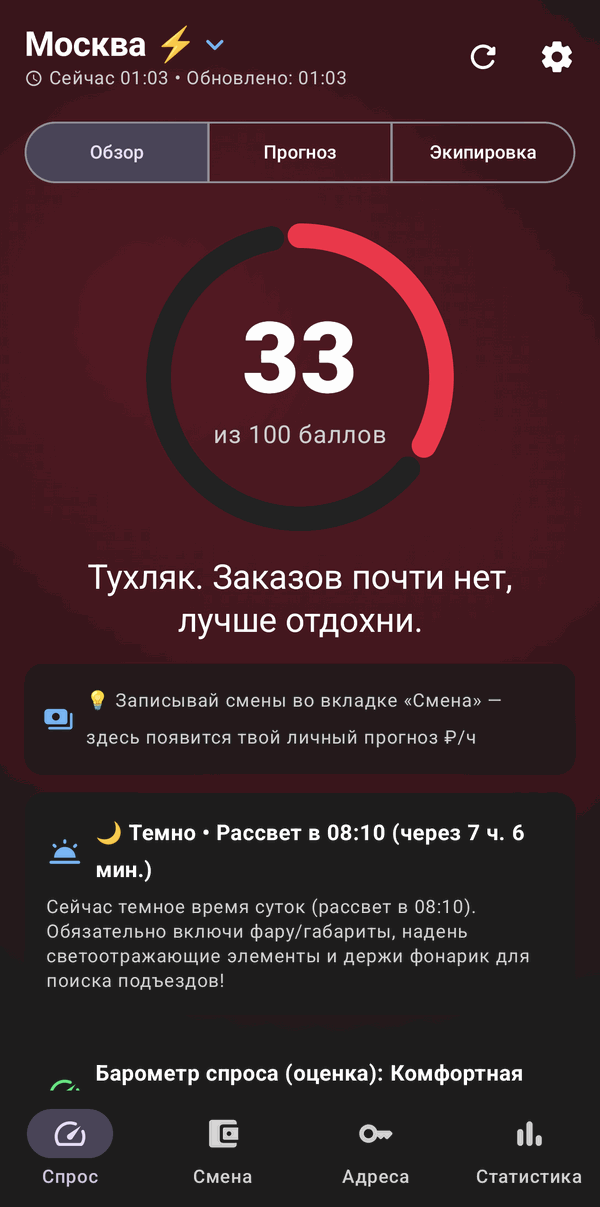 Москва ⚡
Сейчас 01:03 • Обновлено: 01:03
Обзор
Прогноз
Экипировка
33
из 100 баллов
Тухляк. Заказов почти нет,
лучше отдохни.
💡 Записывай смены во вкладке «Смена» —
здесь появится твой личный прогноз ₽/ч
🌙 Темно • Рассвет в 08:10 (через 7 ч. 6
мин.)
Сейчас темное время суток (рассвет в 08:10).
Обязательно включи фару/габариты, надень
светоотражающие элементы и держи фонарик для
поиска подъездов!
Барометр спроса (оценка): Комфортная
Спрос
Смена
Адреса
Статистика